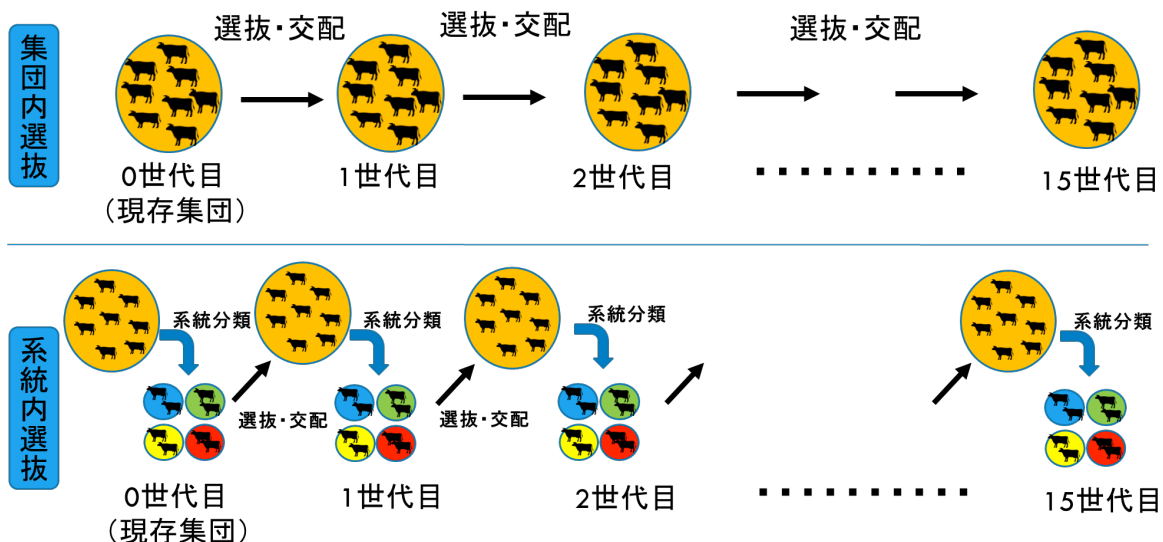 集団内選抜
選抜・交配
選抜・交配
選抜・交配
0世代目
（現存集団）
1世代目
2世代目
15世代目
系統内選抜
系統分類
系統分類
系統分類
系統分類
選抜・交配
選抜・交配
0世代目
（現存集団）
1世代目
2世代目
15世代目